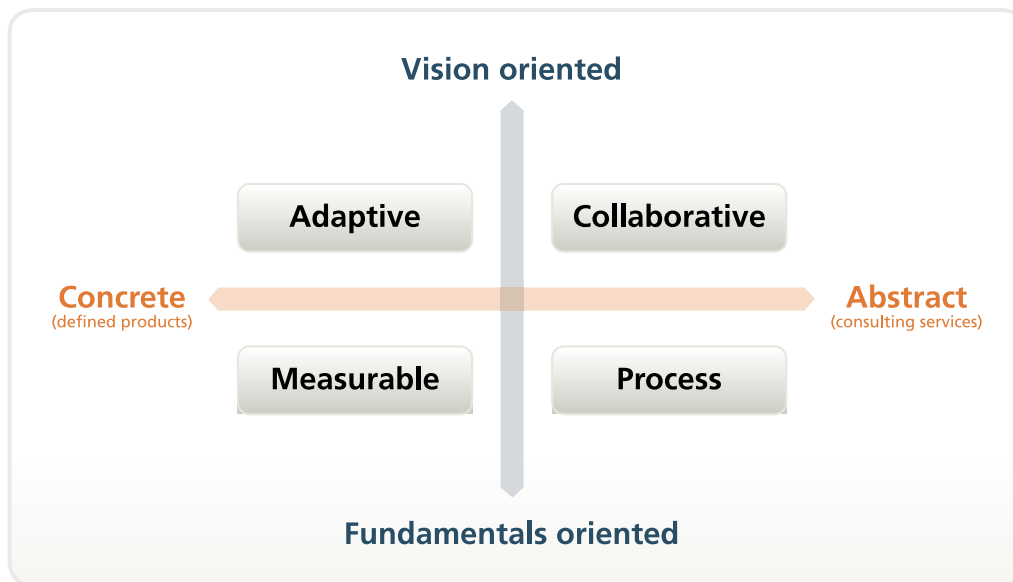 Vision oriented
Adaptive
Collaborative
Concrete
(defined products)
Abstract
(consulting services)
Measurable
Process
Fundamentals oriented